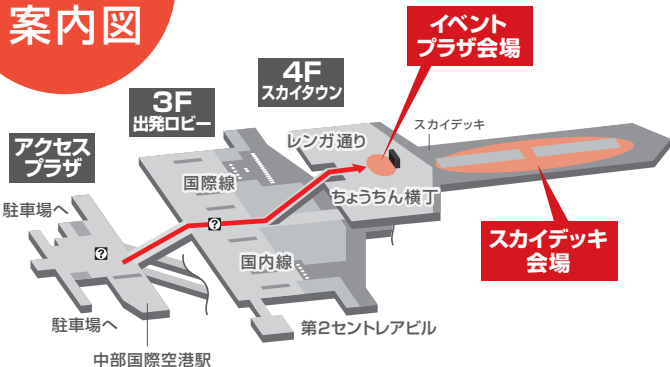 案内図
イベント
プラザ会場
4F
スカイタウン
3F
出発ロビー
アクセス
プラザ
レンガ通り
スカイデッキ
国際線
ちょうちん横丁
駐車場へ
?
?
国内線
スカイデッキ
会場
駐車場へ
第2セントレアビル
中部国際空港駅